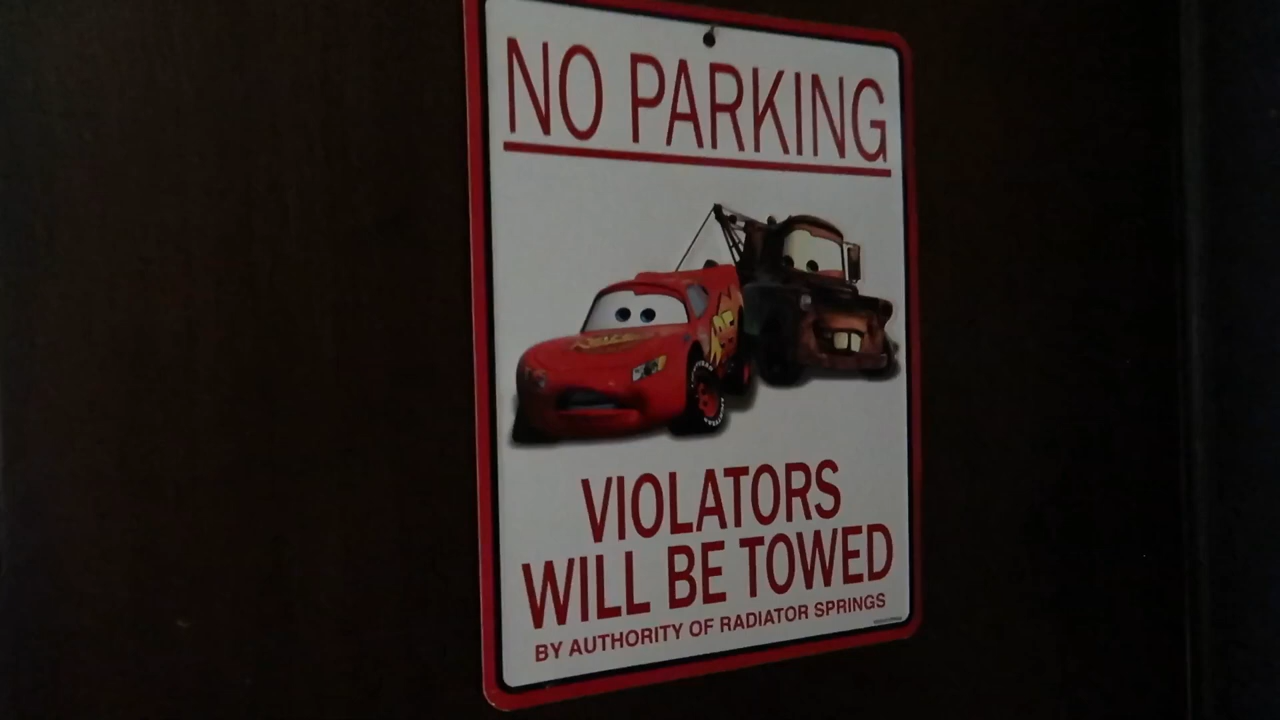 NO PARKING
VIOLATORS
WILL BE TOWED
BY AUTHORITY OF RADIATOR SPRINGS